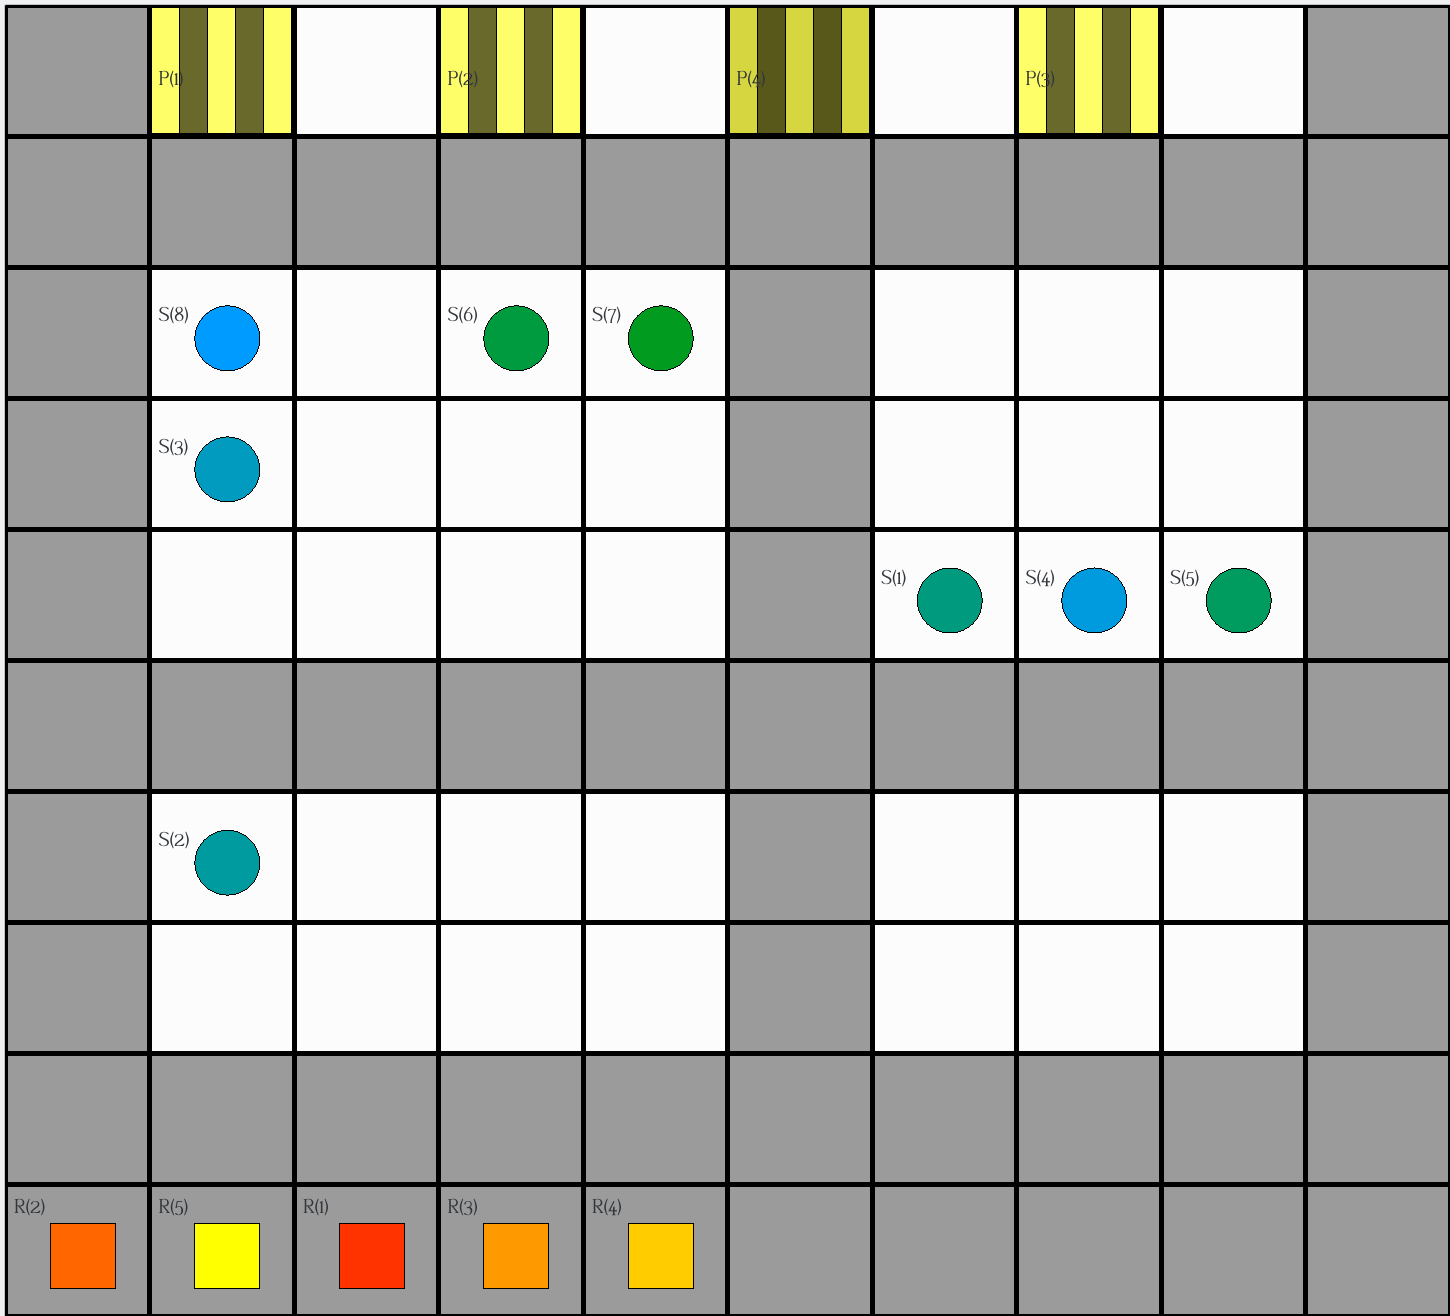 P(1) P(2) P(4) P(3)
S(8) S(6) S(7)
S(3)
S(1) S(4) S(5)
S(2)
R(2) R(5) R(1) R(3) R(4)